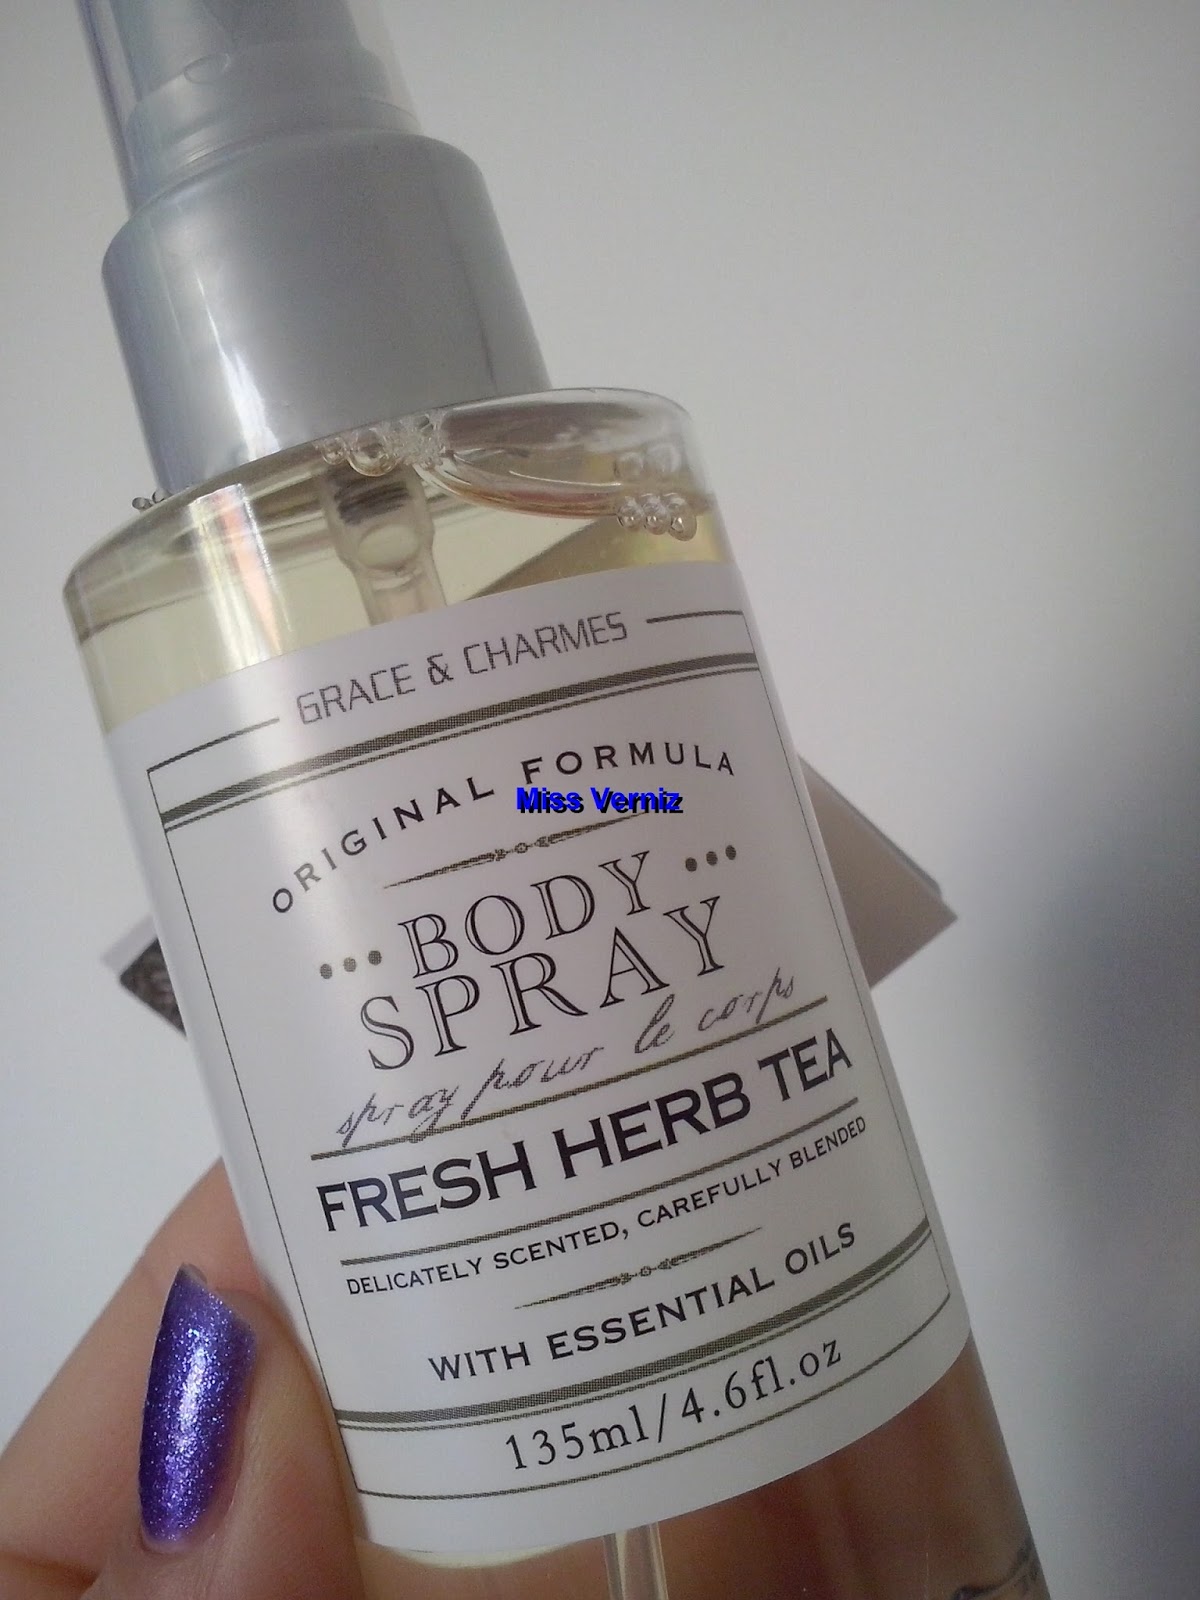 GRACE & CHARMES
ORIGINAL FORMULA
Miss Verniz
BODY
SPRAY
spray pour le corps
FRESH HERB TEA
DELICATELY SCENTED, CAREFULLY BLENDED
WITH ESSENTIAL OILS
135ml/4.6fl.oz